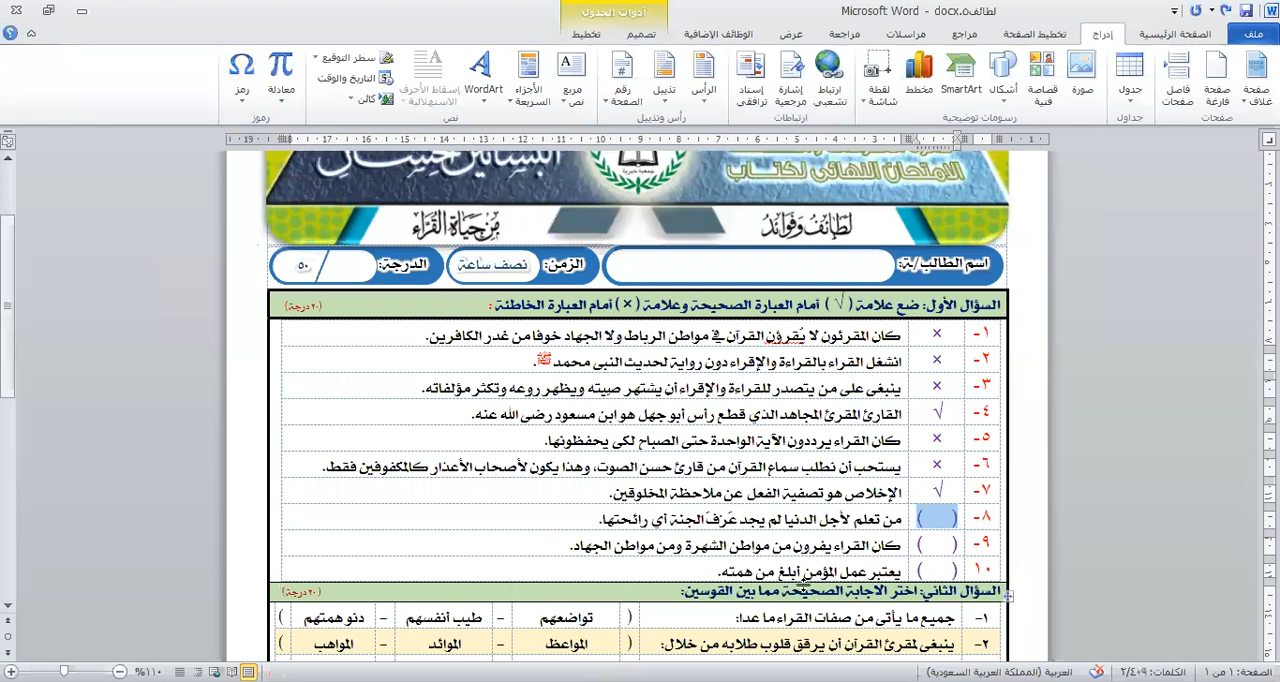 لطائف٥.docx - Microsoft Word
أدوات الجدول
ملف
الصفحة الرئيسية
إدراج
تخطيط الصفحة
مراجع
مراسلات
مراجعة
عرض
الوظائف الإضافية
تصميم
تخطيط
صفحة غلاف
صفحة فارغة
فاصل صفحات
جدول
صورة
قصاصة فنية
أشكال
SmartArt
مخطط
لقطة شاشة
ارتباط تشعبي
إشارة مرجعية
إسناد ترافقي
الرأس
تذييل
رقم الصفحة
مربع نص
الأجزاء السريعة
WordArt
إسقاط الأحرف الاستهلالية
سطر التوقيع
التاريخ والوقت
كائن
معادلة
رمز
صفحات
جداول
رسومات توضيحية
ارتباطات
رأس وتذييل
نص
رموز
الامتحان النهائي لكتاب
البساتين حسان
لطائف وفوائد
من حياة القراء
اسم الطالب/ة:
الزمن: نصف ساعة
الدرجة: / ٥٠
السؤال الأول: ضع علامة ( √ ) أمام العبارة الصحيحة وعلامة ( × ) أمام العبارة الخاطئة : (٢٠ درجة)
١- × كان المقرئون لا يُقرؤن القرآن في مواطن الرباط ولا الجهاد خوفا من غدر الكافرين.
٢- × انشغل القراء بالقراءة والإقراء دون رواية لحديث النبي محمد ﷺ.
٣- × ينبغى على من يتصدر للقراءة والإقراء أن يشتهر صيته ويظهر روعه وتكثر مؤلفاته.
٤- √ القارئ المقرئ المجاهد الذي قطع رأس أبو جهل هو ابن مسعود رضى الله عنه.
٥- × كان القراء يرددون الآية الواحدة حتى الصباح لكى يحفظونها.
٦- × يستحب أن نطلب سماع القرآن من قارئ حسن الصوت، وهذا يكون لأصحاب الأعذار كالمكفوفين فقط.
٧- √ الإخلاص هو تصفية الفعل عن ملاحظة المخلوقين.
٨- ( ) من تعلم لأجل الدنيا لم يجد عَرَفَ الجنة أي رائحتها.
٩- ( ) كان القراء يفرون من مواطن الشهرة ومن مواطن الجهاد.
١٠- ( ) يعتبر عمل المؤمن أبلغ من همته.
السؤال الثاني: اختر الاجابة الصحيحة مما بين القوسين: (٢٠ درجة)
١- جميع ما يأتى من صفات القراء ما عدا: ( تواضعهم - طيب أنفسهم - دنو همتهم )
٢- ينبغى لمقرئ القرآن أن يرقق قلوب طلابه من خلال: ( المواعظ - الموائد - المواهب )
الصفحة: ١ من ١
الكلمات: ٢/٤٠٩
العربية (المملكة العربية السعودية)
١١٠%